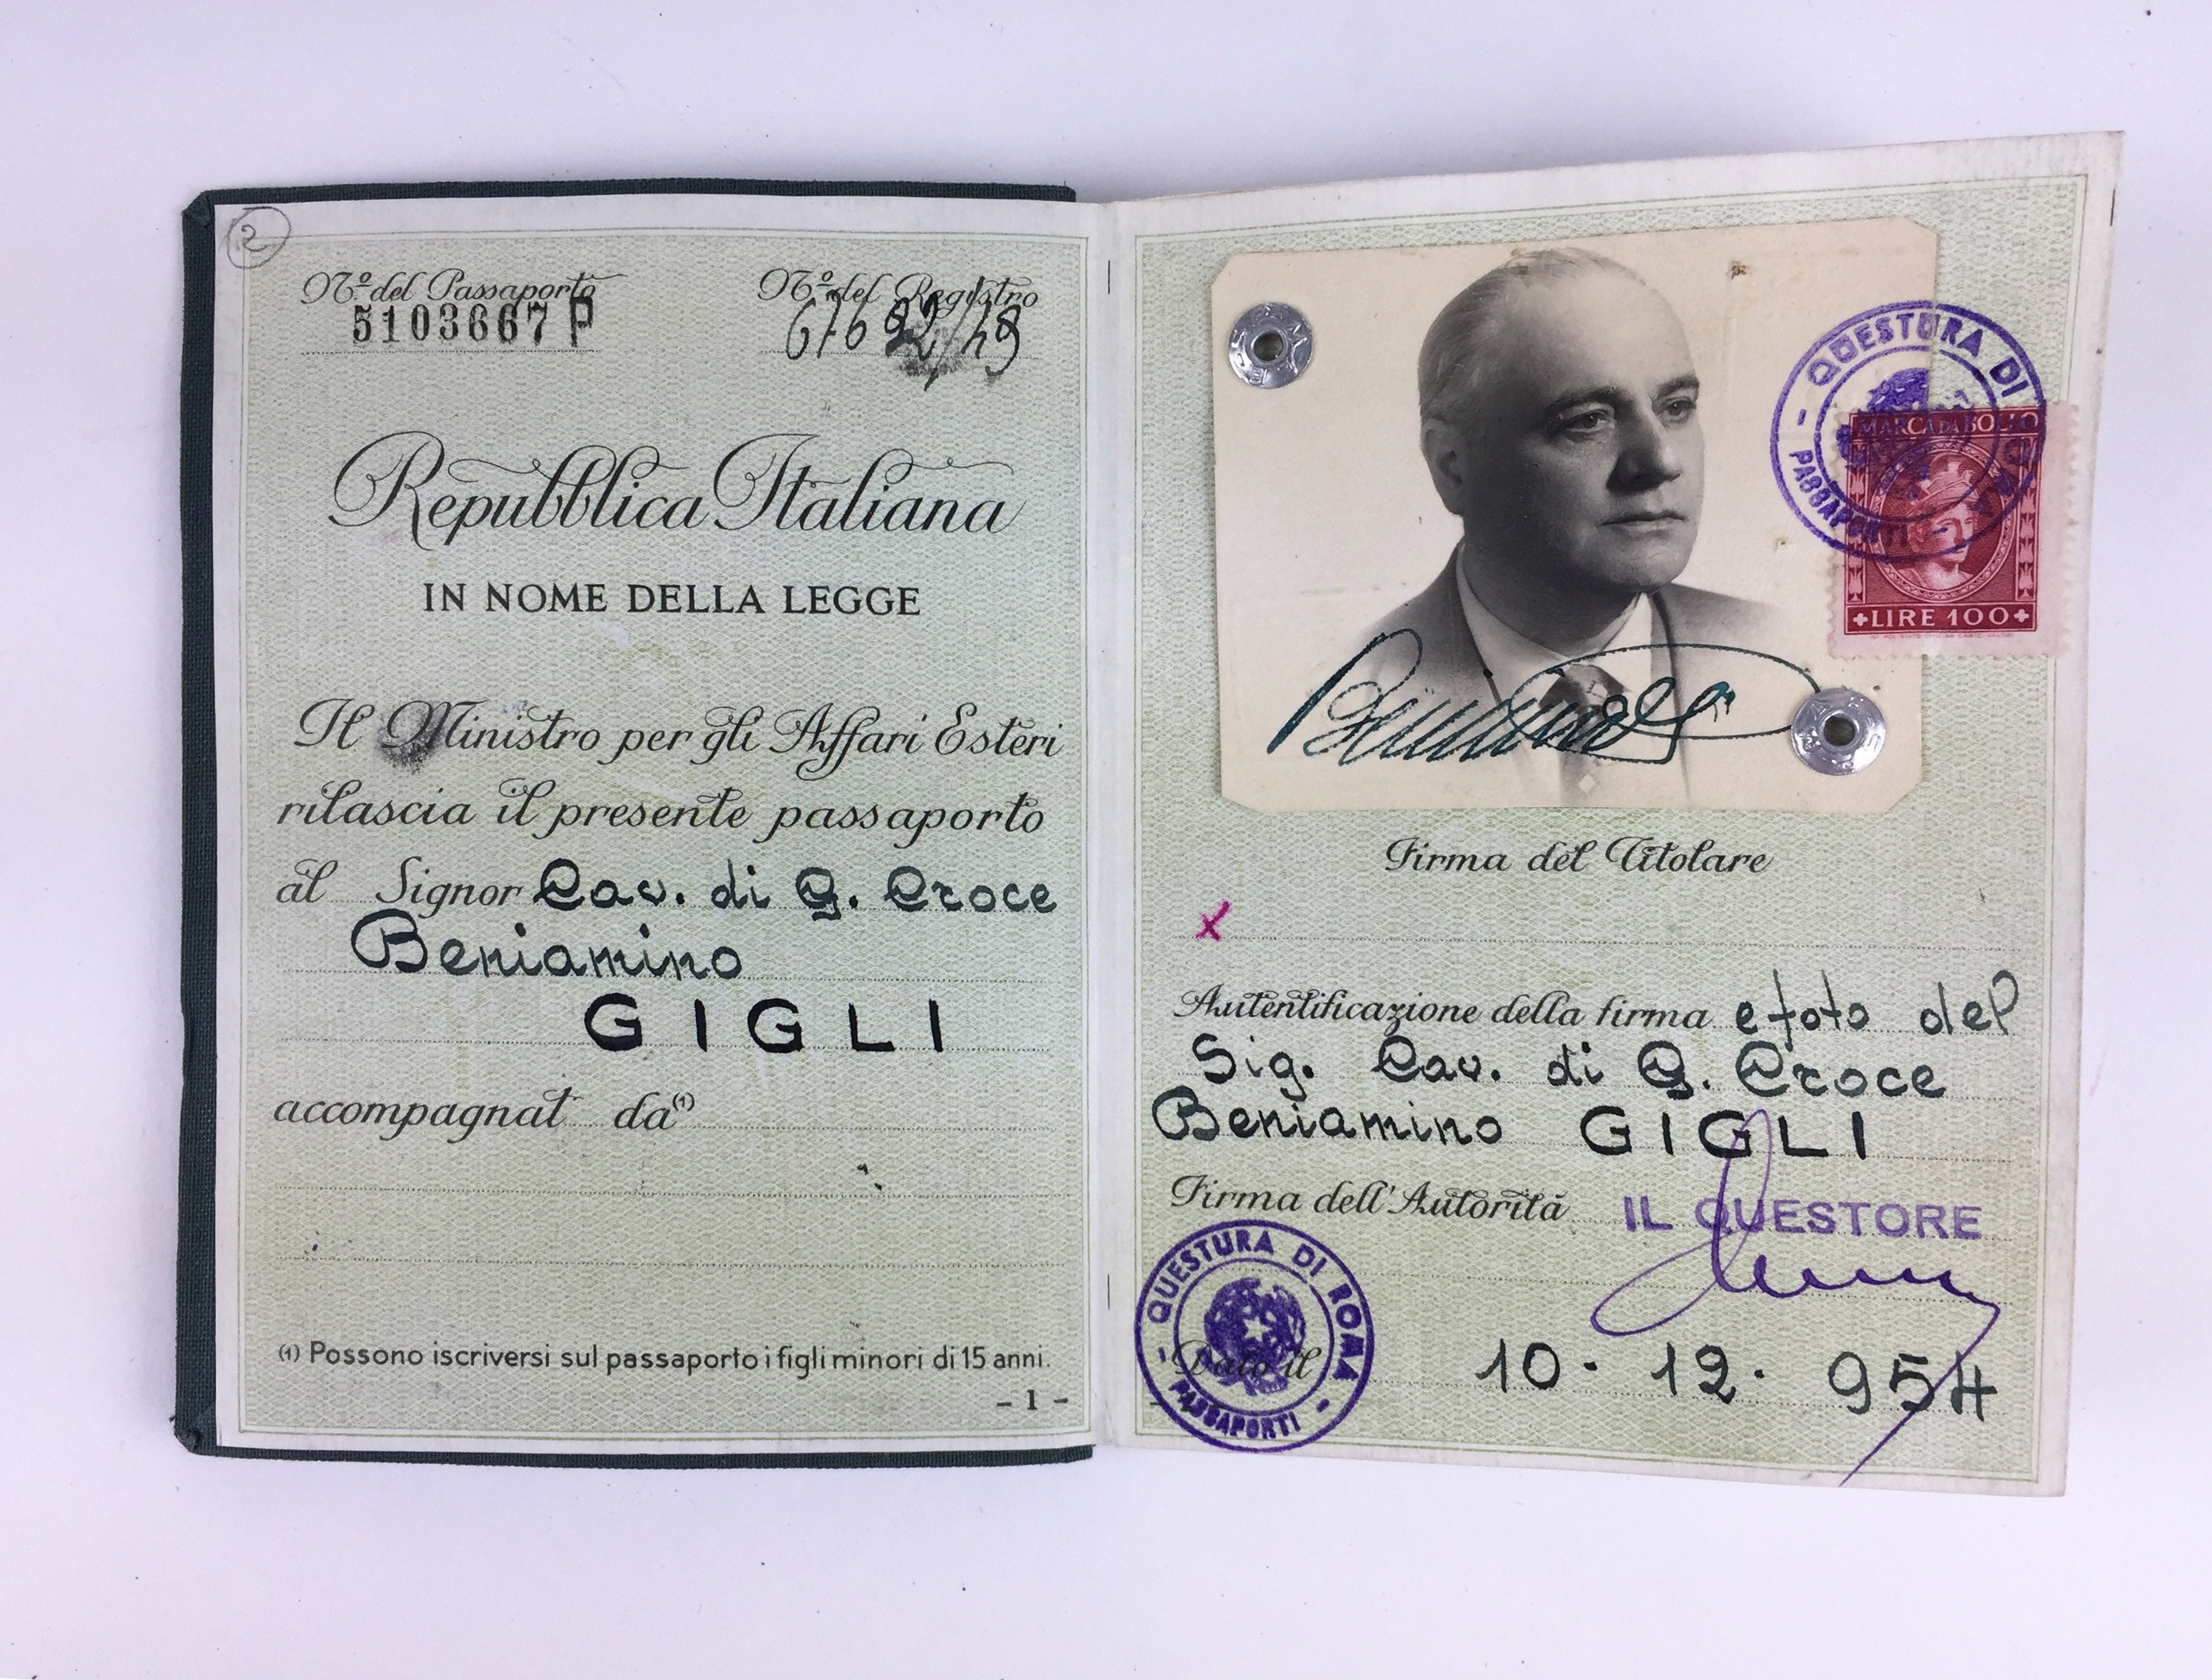 2
Nº del Passaporto
5103667 P
Nº del Registro
Repubblica Italiana
IN NOME DELLA LEGGE
Il Ministro per gli Affari Esteri
rilascia il presente passaporto
al Signor Cav. di G. Croce
Beniamino
GIGLI
accompagnat da(1)
(1) Possono iscriversi sul passaporto i figli minori di 15 anni.
- 1 -
QUESTURA DI ROMA
PASSAPORTI
MARCA DA BOLLO
LIRE 100
Firma del Titolare
x
Autentificazione della firma e foto del
Sig. Cav. di G. Croce
Beniamino GIGLI
Firma dell'Autorità IL QUESTORE
QUESTURA DI ROMA
PASSAPORTI
Dato il 10 - 12 - 954